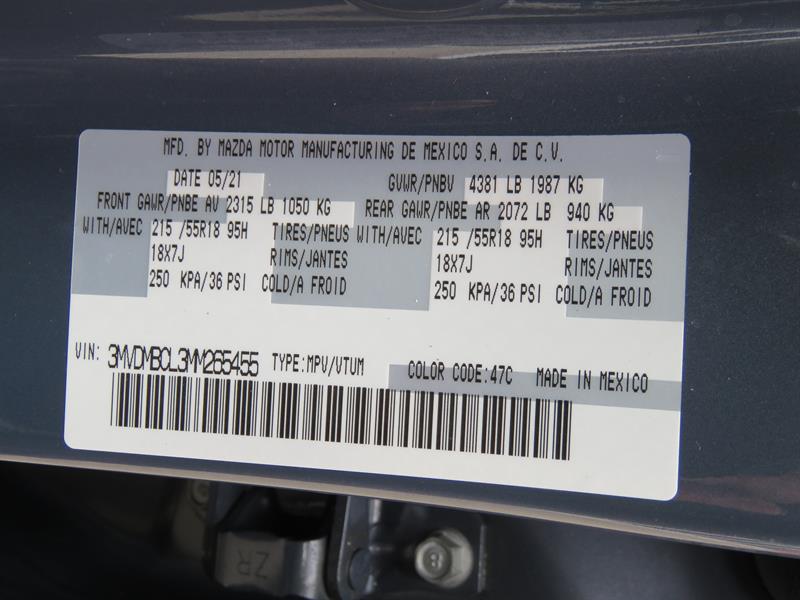 MFD. BY MAZDA MOTOR MANUFACTURING DE MEXICO S.A. DE C.V.
DATE 05/21 GVWR/PNBV 4381 LB 1987 KG
FRONT GAWR/PNBE AV 2315 LB 1050 KG REAR GAWR/PNBE AR 2072 LB 940 KG
WITH/AVEC 215 /55R18 95H TIRES/PNEUS WITH/AVEC 215 /55R18 95H TIRES/PNEUS
18X7J RIMS/JANTES 18X7J RIMS/JANTES
250 KPA/36 PSI COLD/A FROID 250 KPA/36 PSI COLD/A FROID
VIN: 3MVDMBCL3MM265455 TYPE:MPV/VTUM COLOR CODE:47C MADE IN MEXICO
ZR
8